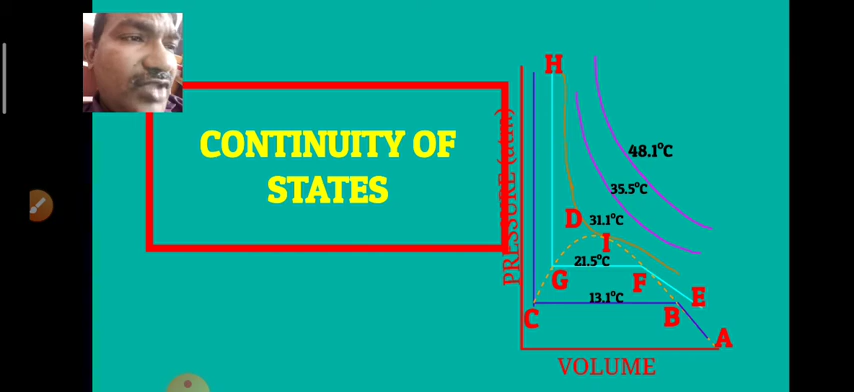 CONTINUITY OF
STATES
PRESSURE (atm.)
H
48.1°C
35.5°C
D
31.1°C
I
21.5°C
G
F
E
13.1°C
C
B
A
VOLUME